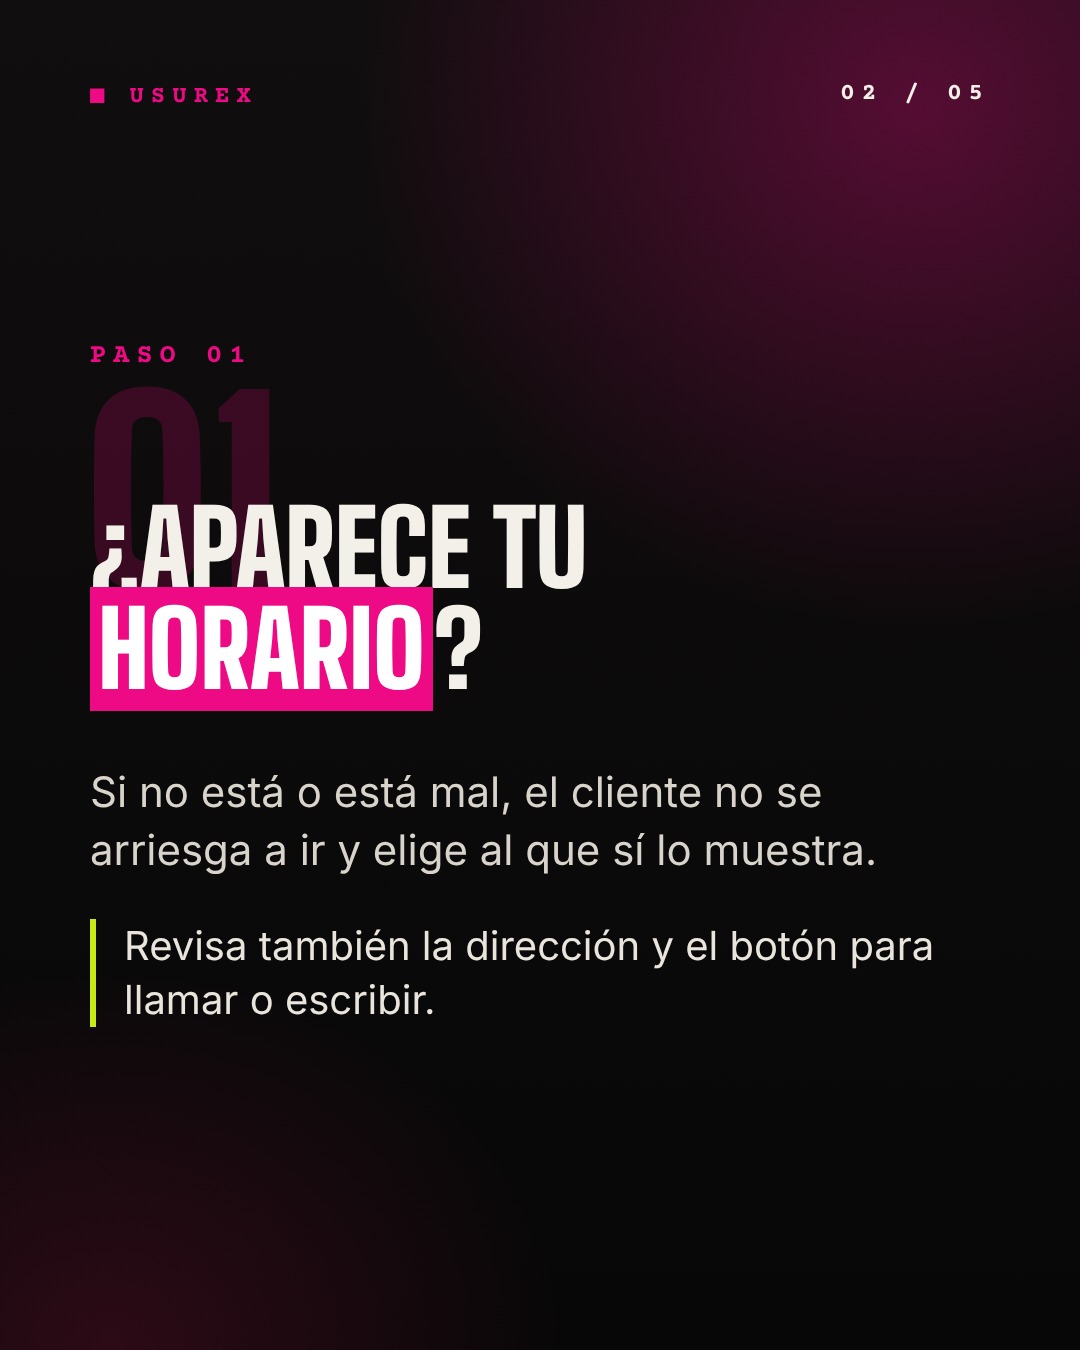 USUREX
02 / 05
PASO 01
01
¿APARECE TU
HORARIO?
Si no está o está mal, el cliente no se
arriesga a ir y elige al que sí lo muestra.
Revisa también la dirección y el botón para
llamar o escribir.